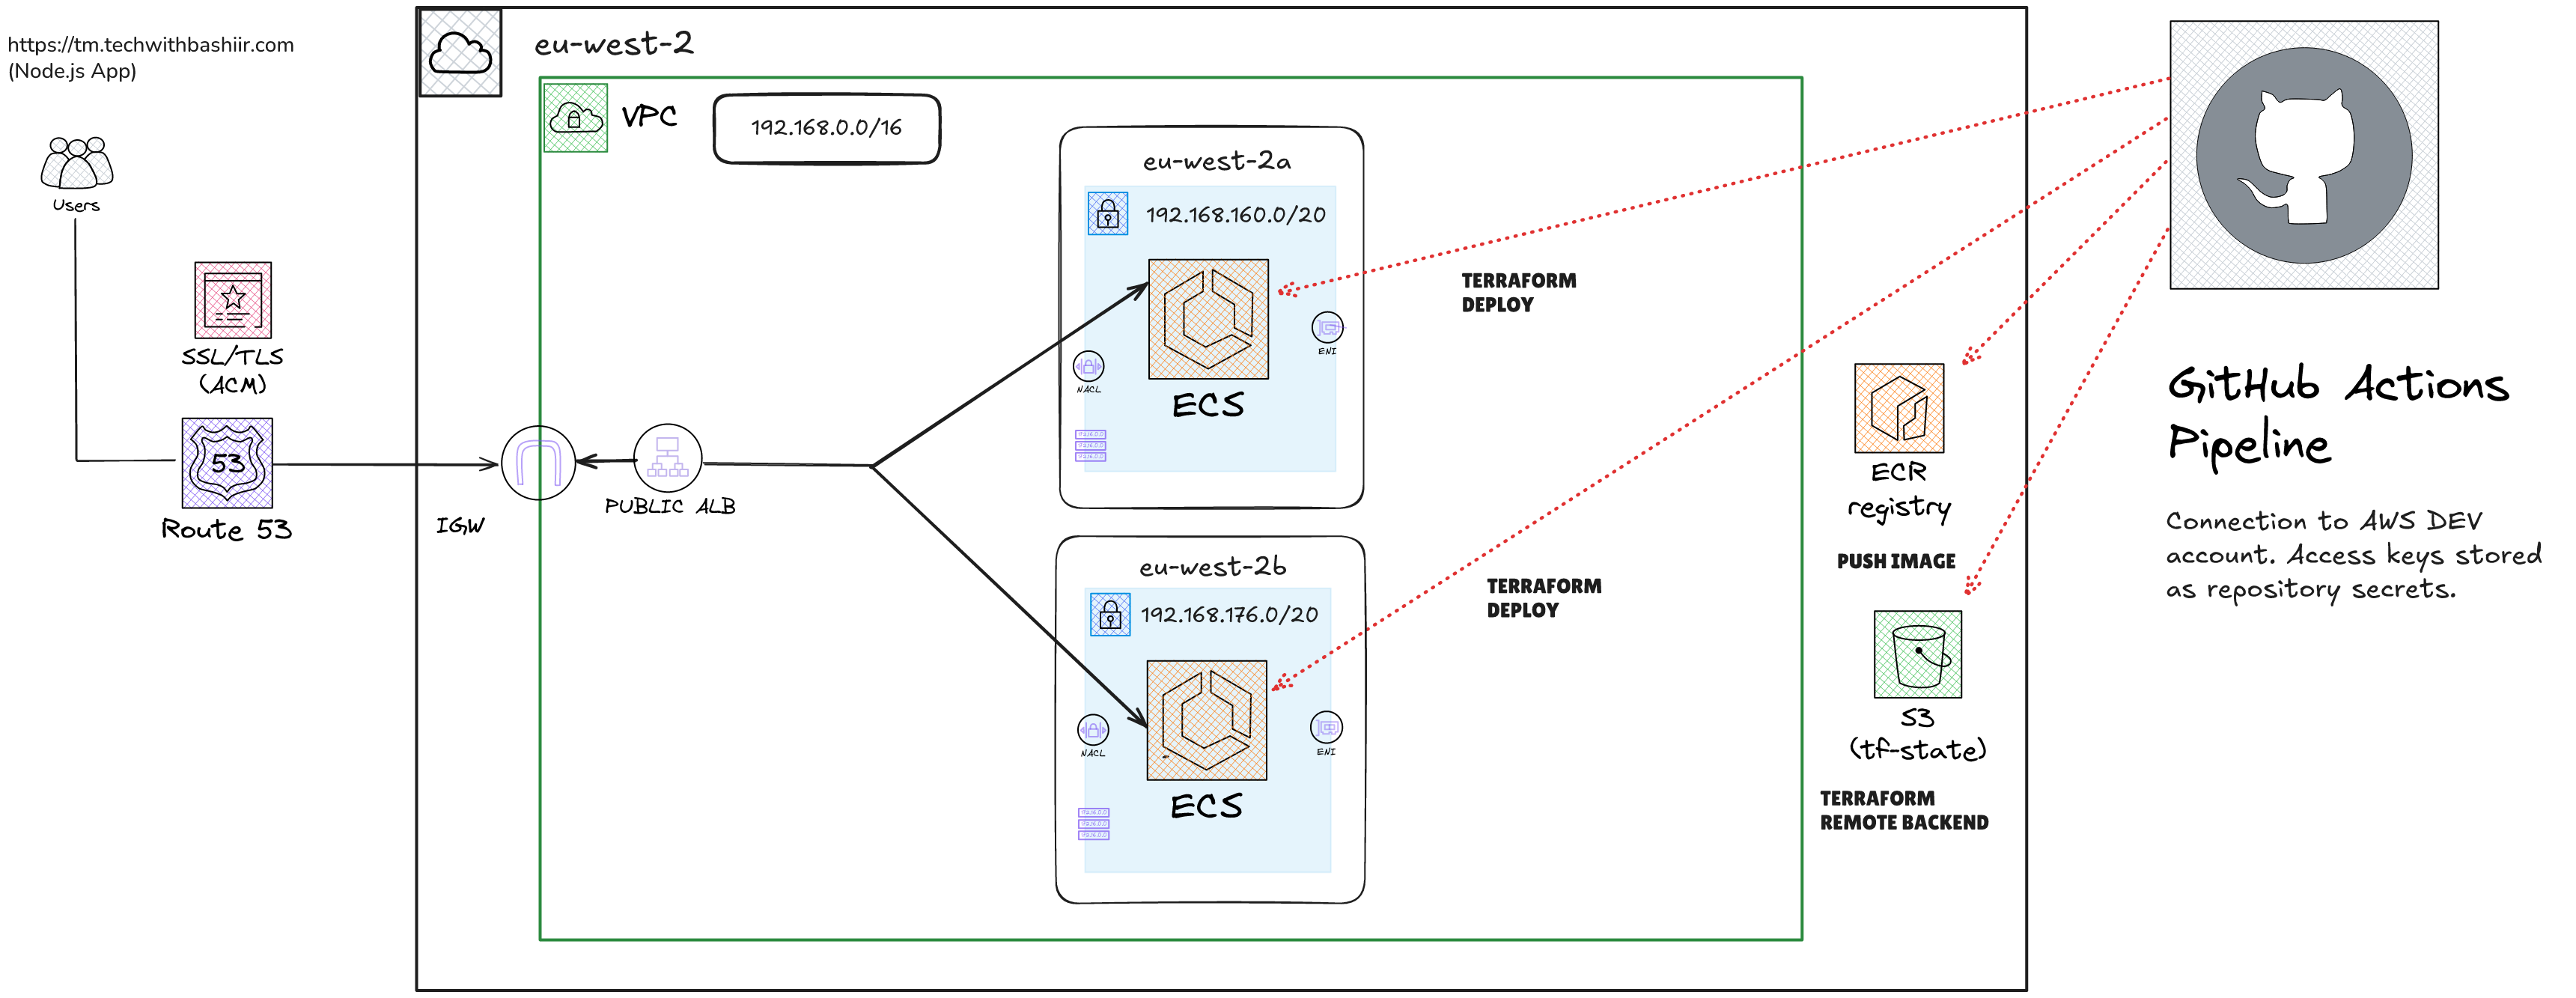 https://tm.techwithbashiir.com
(Node.js App)
Users
SSL/TLS
(ACM)
53
Route 53
eu-west-2
VPC
192.168.0.0/16
IGW
PUBLIC ALB
eu-west-2a
192.168.160.0/20
ECS
NACL
ENI
eu-west-2b
192.168.176.0/20
ECS
NACL
ENI
TERRAFORM
DEPLOY
TERRAFORM
DEPLOY
ECR
registry
PUSH IMAGE
S3
(tf-state)
TERRAFORM
REMOTE BACKEND
GitHub Actions
Pipeline
Connection to AWS DEV
account. Access keys stored
as repository secrets.